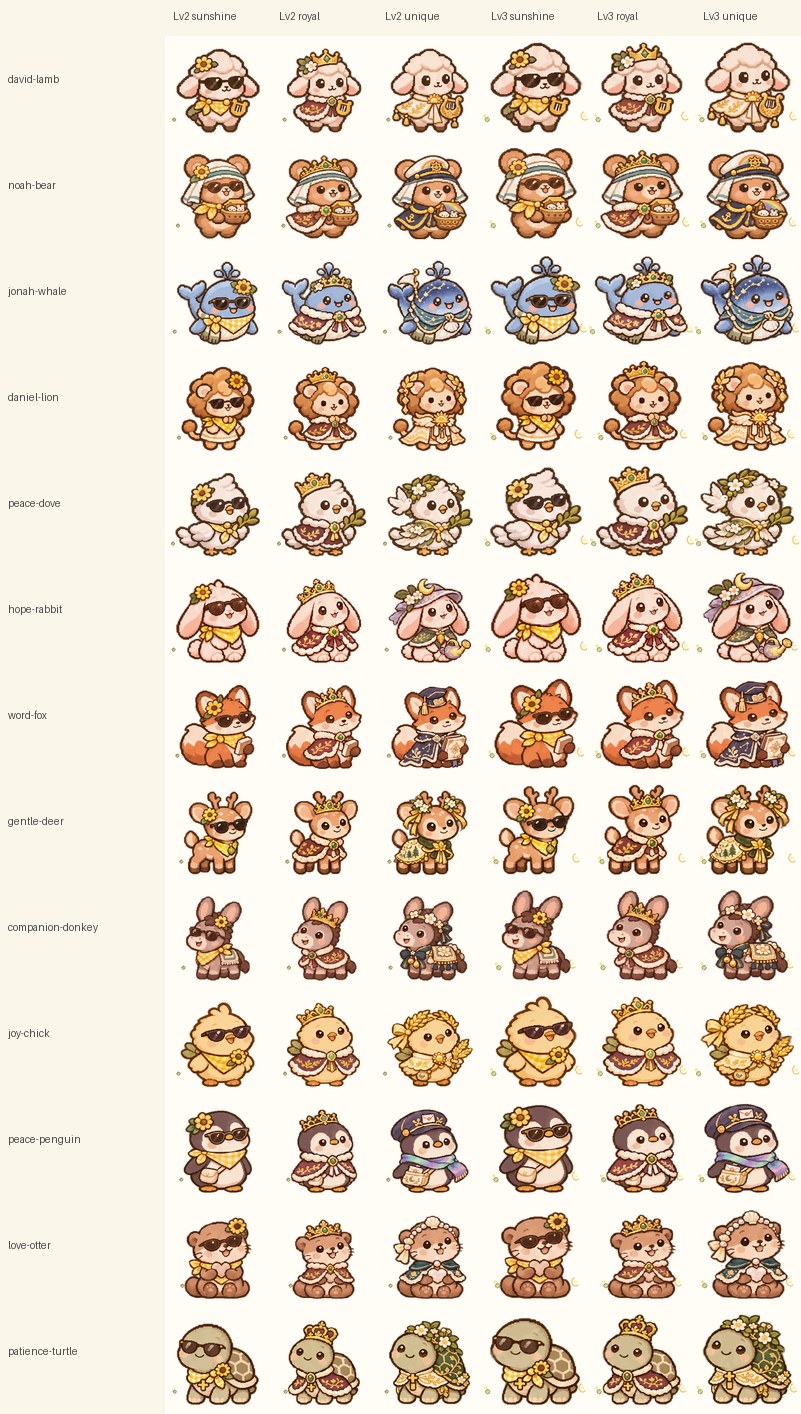 Lv2 sunshine Lv2 royal Lv2 unique Lv3 sunshine Lv3 royal Lv3 unique
david-lamb
noah-bear
jonah-whale
daniel-lion
peace-dove
hope-rabbit
word-fox
gentle-deer
companion-donkey
joy-chick
peace-penguin
love-otter
patience-turtle